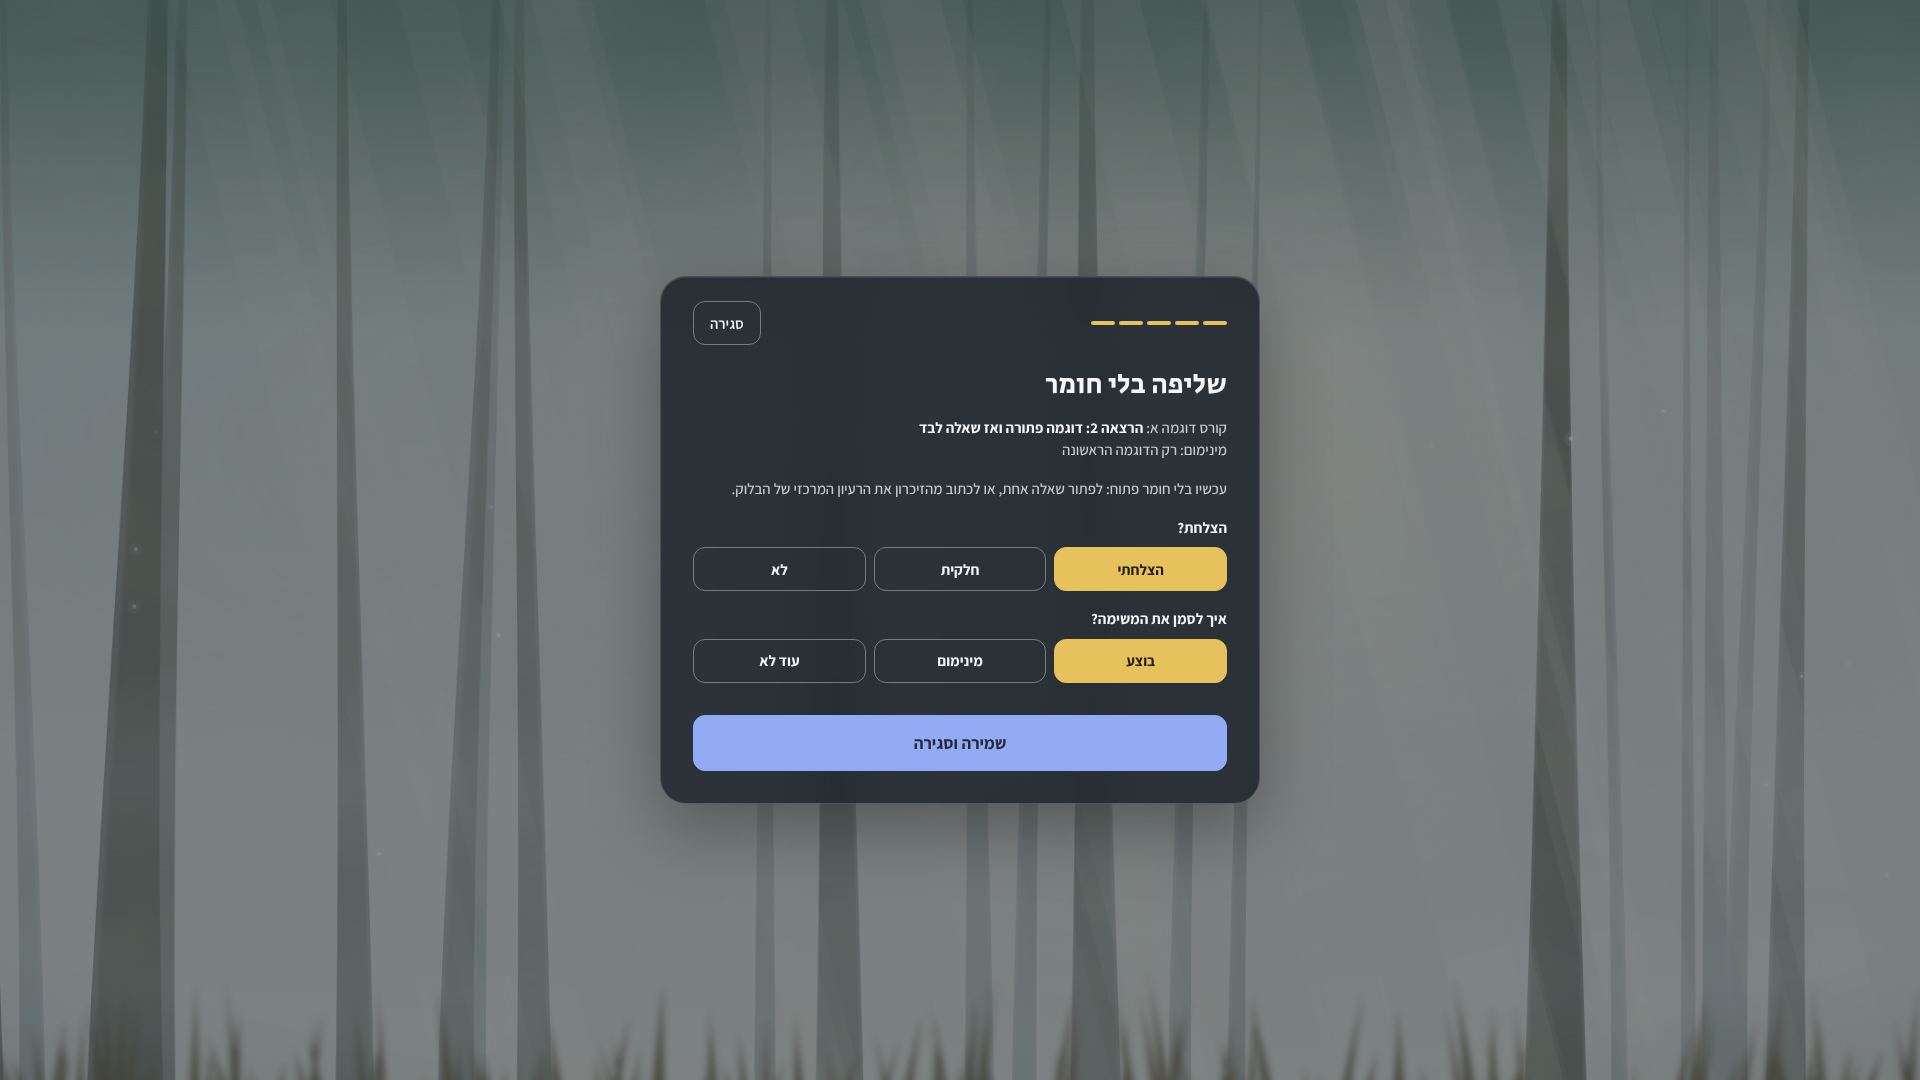 סגירה
שליפה בלי חומר
קורס דוגמה א: הרצאה 2: דוגמה פתורה ואז שאלה לבד
מינימום: רק הדוגמה הראשונה
עכשיו בלי חומר פתוח: לפתור שאלה אחת, או לכתוב מהזיכרון את הרעיון המרכזי של הבלוק.
הצלחת?
הצלחתי חלקית לא
איך לסמן את המשימה?
בוצע מינימום עוד לא
שמירה וסגירה